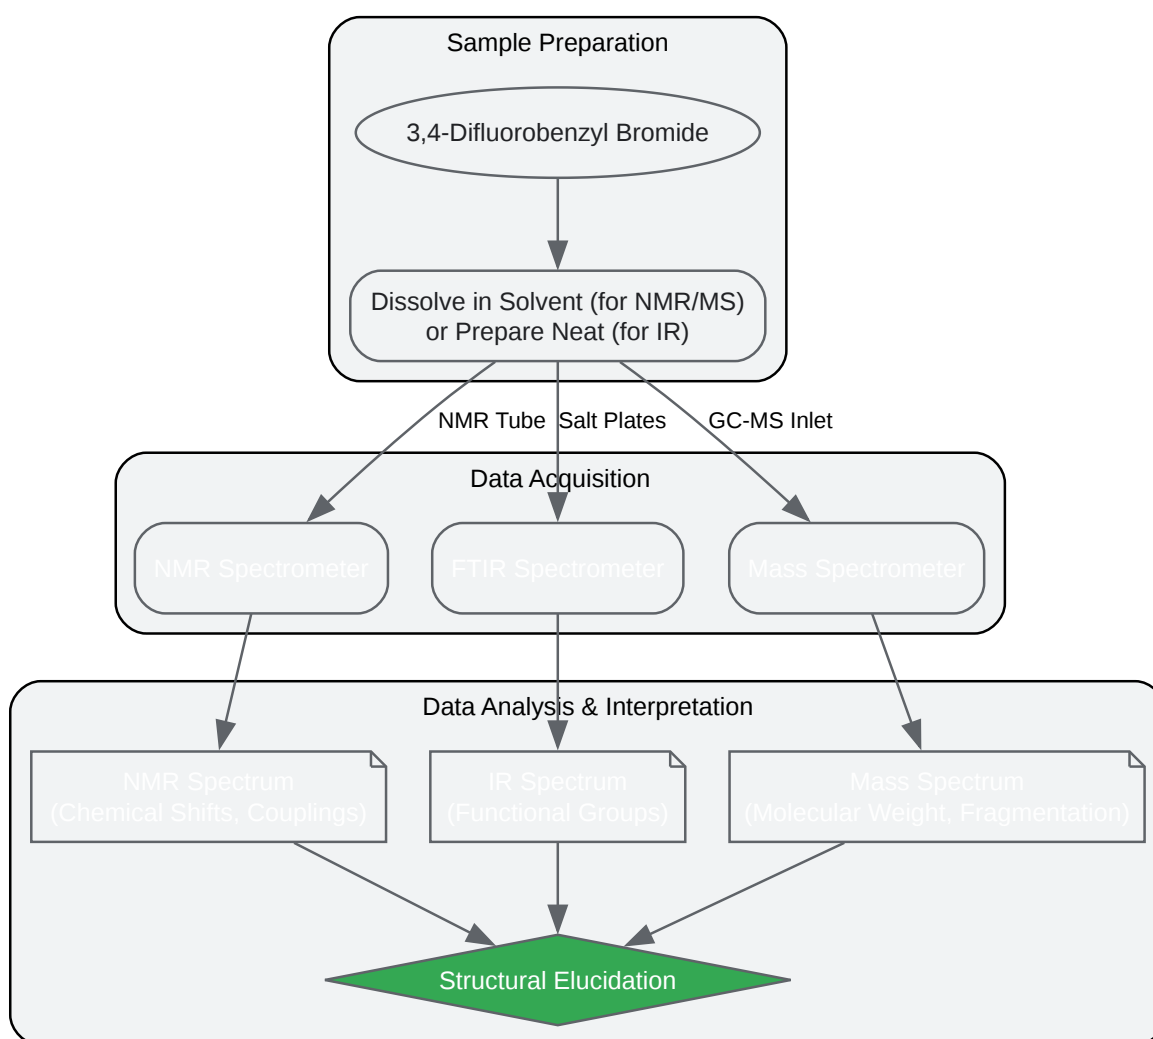 Sample Preparation
3,4-Difluorobenzyl Bromide
Dissolve in Solvent (for NMR/MS)
or Prepare Neat (for IR)
NMR Tube
Salt Plates
GC-MS Inlet
Data Acquisition
NMR Spectrometer
FTIR Spectrometer
Mass Spectrometer
Data Analysis & Interpretation
NMR Spectrum
(Chemical Shifts, Couplings)
IR Spectrum
(Functional Groups)
Mass Spectrum
(Molecular Weight, Fragmentation)
Structural Elucidation